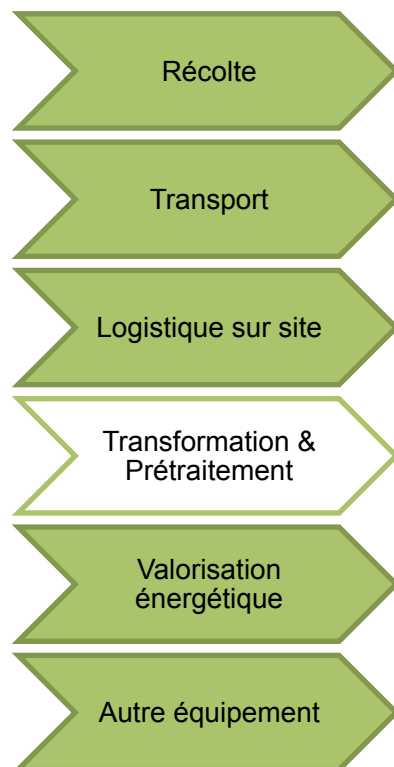 Récolte
Transport
Logistique sur site
Transformation &
Prétraitement
Valorisation
énergétique
Autre équipement